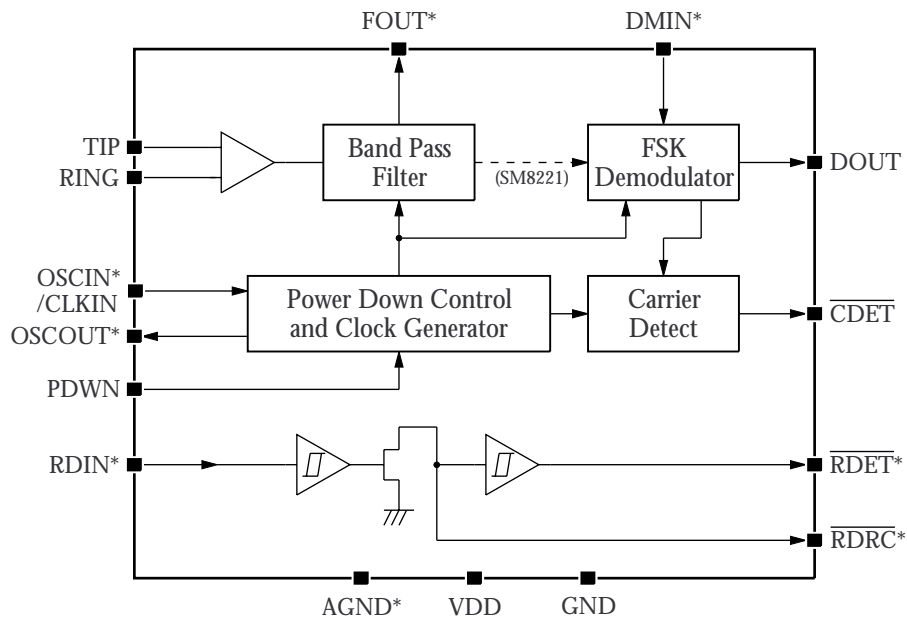 FOUT*
DMIN*
TIP
RING
Band Pass
Filter
(SM8221)
FSK
Demodulator
DOUT
OSCIN*
/CLKIN
OSCOUT*
Power Down Control
and Clock Generator
Carrier
Detect
CDET
PDWN
RDIN*
RDET*
RDRC*
AGND*
VDD
GND